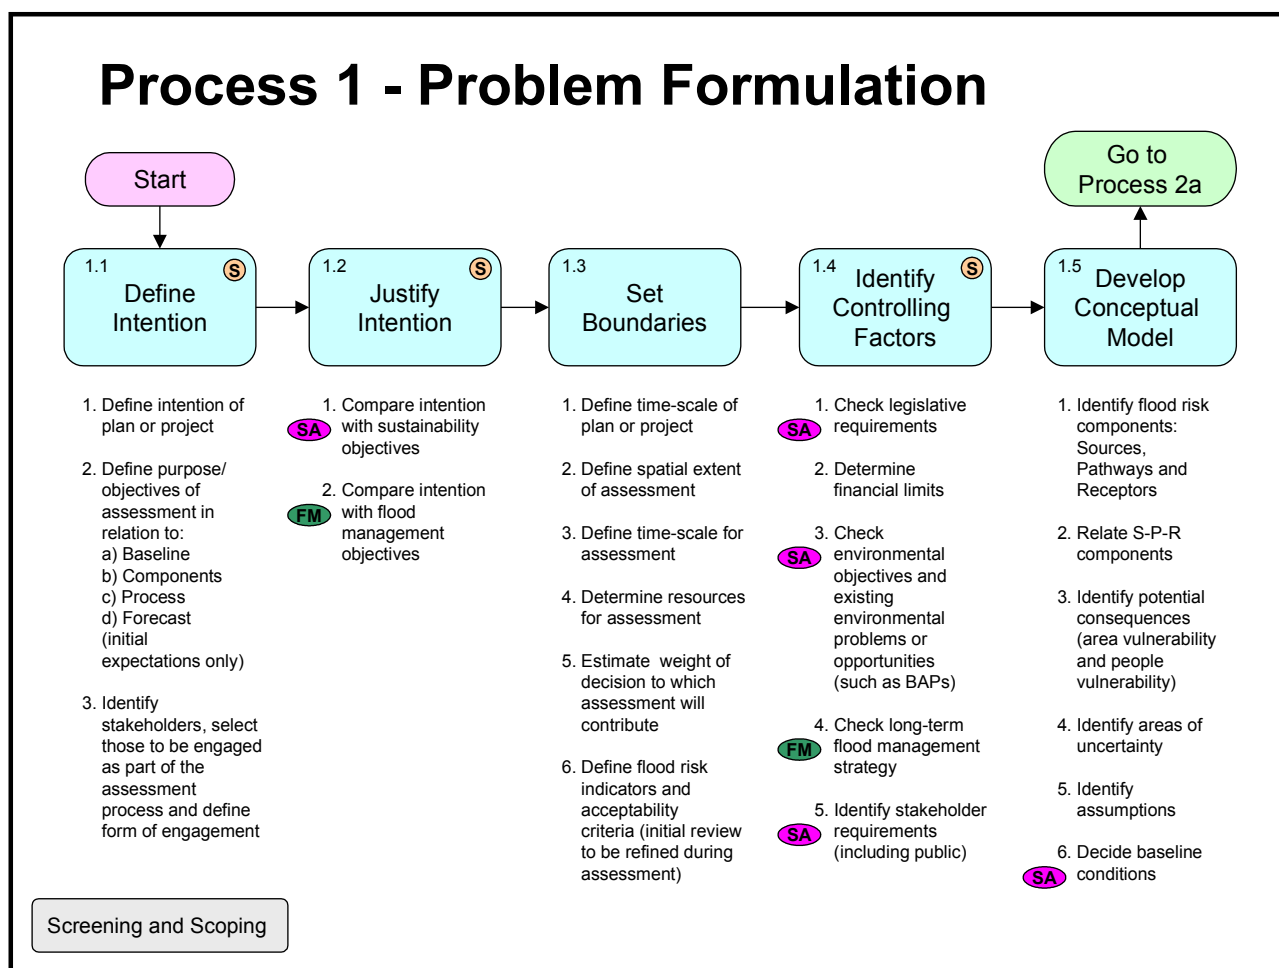 Process 1 - Problem Formulation
Start
Go to
Process 2a
1.1
S
Define
Intention
1.2
S
Justify
Intention
1.3
Set
Boundaries
1.4
S
Identify
Controlling
Factors
1.5
Develop
Conceptual
Model
1. Define intention of
plan or project
2. Define purpose/
objectives of
assessment in
relation to:
a) Baseline
b) Components
c) Process
d) Forecast
(initial
expectations only)
3. Identify
stakeholders, select
those to be engaged
as part of the
assessment
process and define
form of engagement
1. Compare intention
SA
with sustainability
objectives
2. Compare intention
FM
with flood
management
objectives
1. Define time-scale of
plan or project
2. Define spatial extent
of assessment
3. Define time-scale for
assessment
4. Determine resources
for assessment
5. Estimate weight of
decision to which
assessment will
contribute
6. Define flood risk
indicators and
acceptability
criteria (initial review
to be refined during
assessment)
1. Check legislative
SA
requirements
2. Determine
financial limits
3. Check
SA
environmental
objectives and
existing
environmental
problems or
opportunities
(such as BAPs)
4. Check long-term
FM
flood management
strategy
5. Identify stakeholder
SA
requirements
(including public)
1. Identify flood risk
components:
Sources,
Pathways and
Receptors
2. Relate S-P-R
components
3. Identify potential
consequences
(area vulnerability
and people
vulnerability)
4. Identify areas of
uncertainty
5. Identify
assumptions
6. Decide baseline
SA
conditions
Screening and Scoping